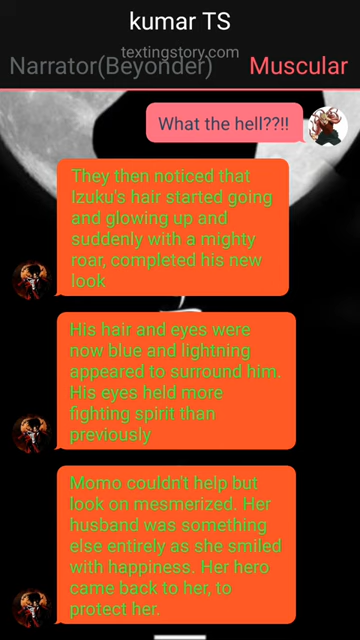 kumar TS
textingstory.com
Narrator(Beyonder) Muscular
What the hell??!!
They then noticed that
Izuku's hair started going
and glowing up and
suddenly with a mighty
roar, completed his new
look
His hair and eyes were
now blue and lightning
appeared to surround him.
His eyes held more
fighting spirit than
previously
Momo couldn't help but
look on mesmerized. Her
husband was something
else entirely as she smiled
with happiness. Her hero
came back to her, to
protect her.